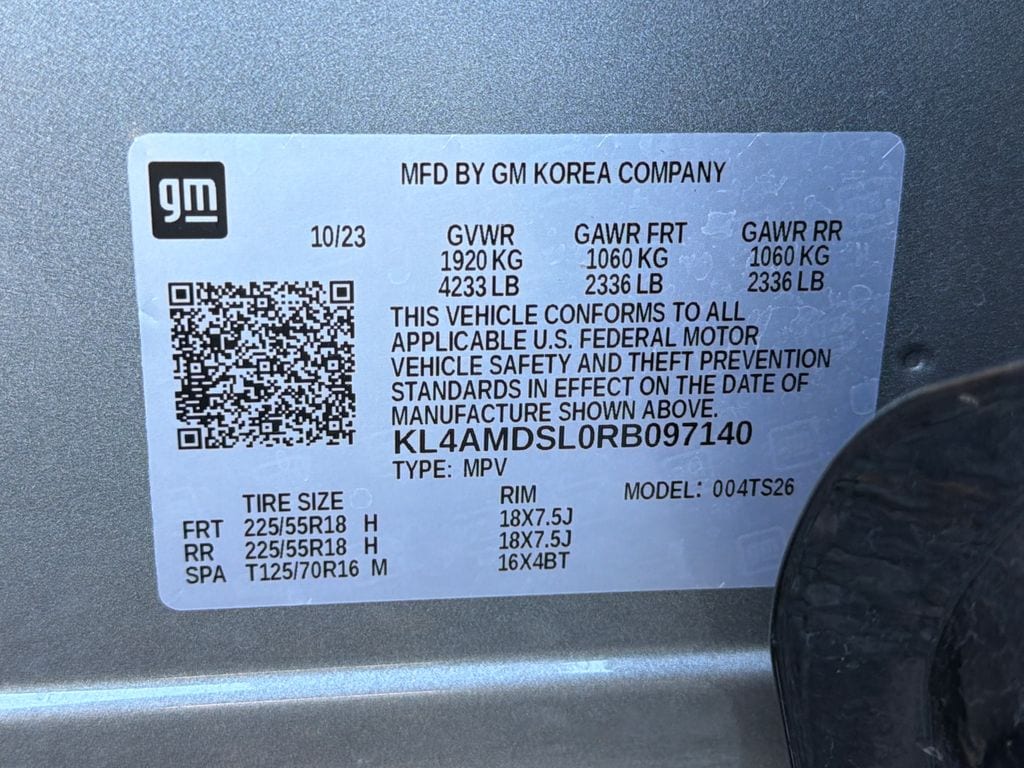 gm
MFD BY GM KOREA COMPANY
10/23 GVWR GAWR FRT GAWR RR
1920 KG 1060 KG 1060 KG
4233 LB 2336 LB 2336 LB
THIS VEHICLE CONFORMS TO ALL
APPLICABLE U.S. FEDERAL MOTOR
VEHICLE SAFETY AND THEFT PREVENTION
STANDARDS IN EFFECT ON THE DATE OF
MANUFACTURE SHOWN ABOVE.
KL4AMDSL0RB097140
TYPE: MPV
TIRE SIZE RIM MODEL: 004TS26
FRT 225/55R18 H 18X7.5J
RR 225/55R18 H 18X7.5J
SPA T125/70R16 M 16X4BT